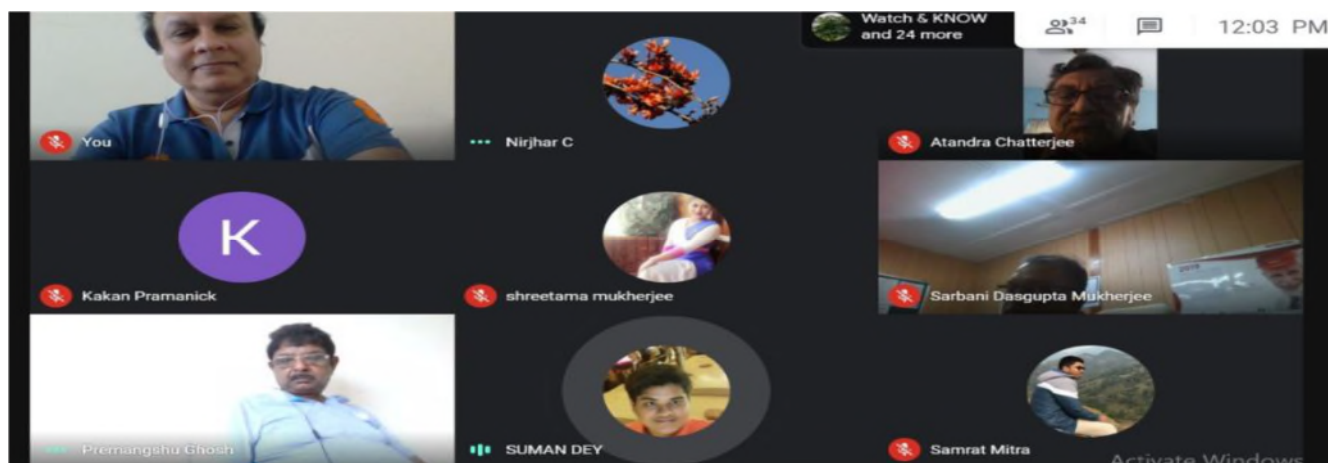 Watch & KNOW
and 24 more
34
12:03 PM
You
Nirjhar C
Atandra Chatterjee
K
Kakan Pramanick
shreetama mukherjee
2019
Sarbani Dasgupta Mukherjee
Premangshu Ghosh
SUMAN DEY
Samrat Mitra
Activate Windows